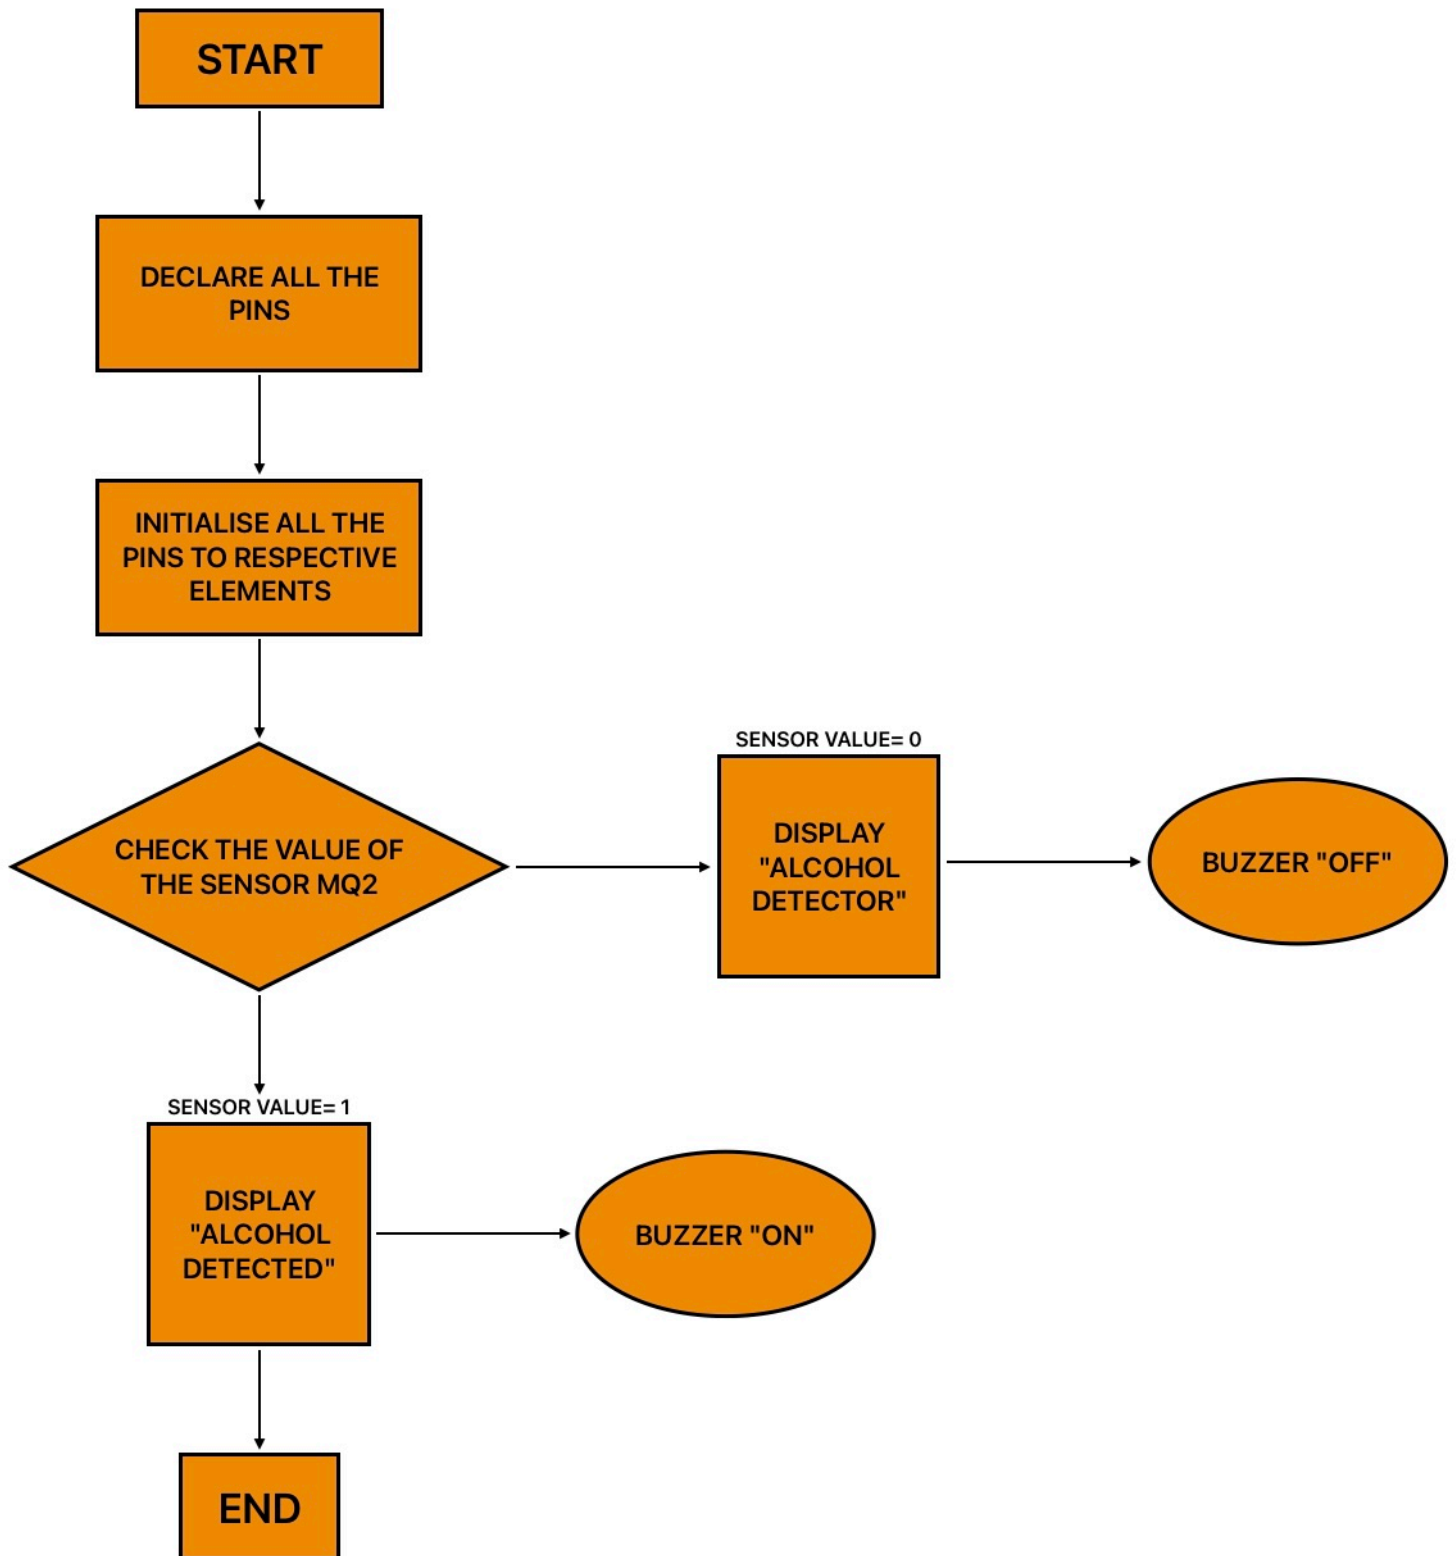 START
DECLARE ALL THE
PINS
INITIALISE ALL THE
PINS TO RESPECTIVE
ELEMENTS
CHECK THE VALUE OF
THE SENSOR MQ2
SENSOR VALUE= 0
DISPLAY
"ALCOHOL
DETECTOR"
BUZZER "OFF"
SENSOR VALUE= 1
DISPLAY
"ALCOHOL
DETECTED"
BUZZER "ON"
END